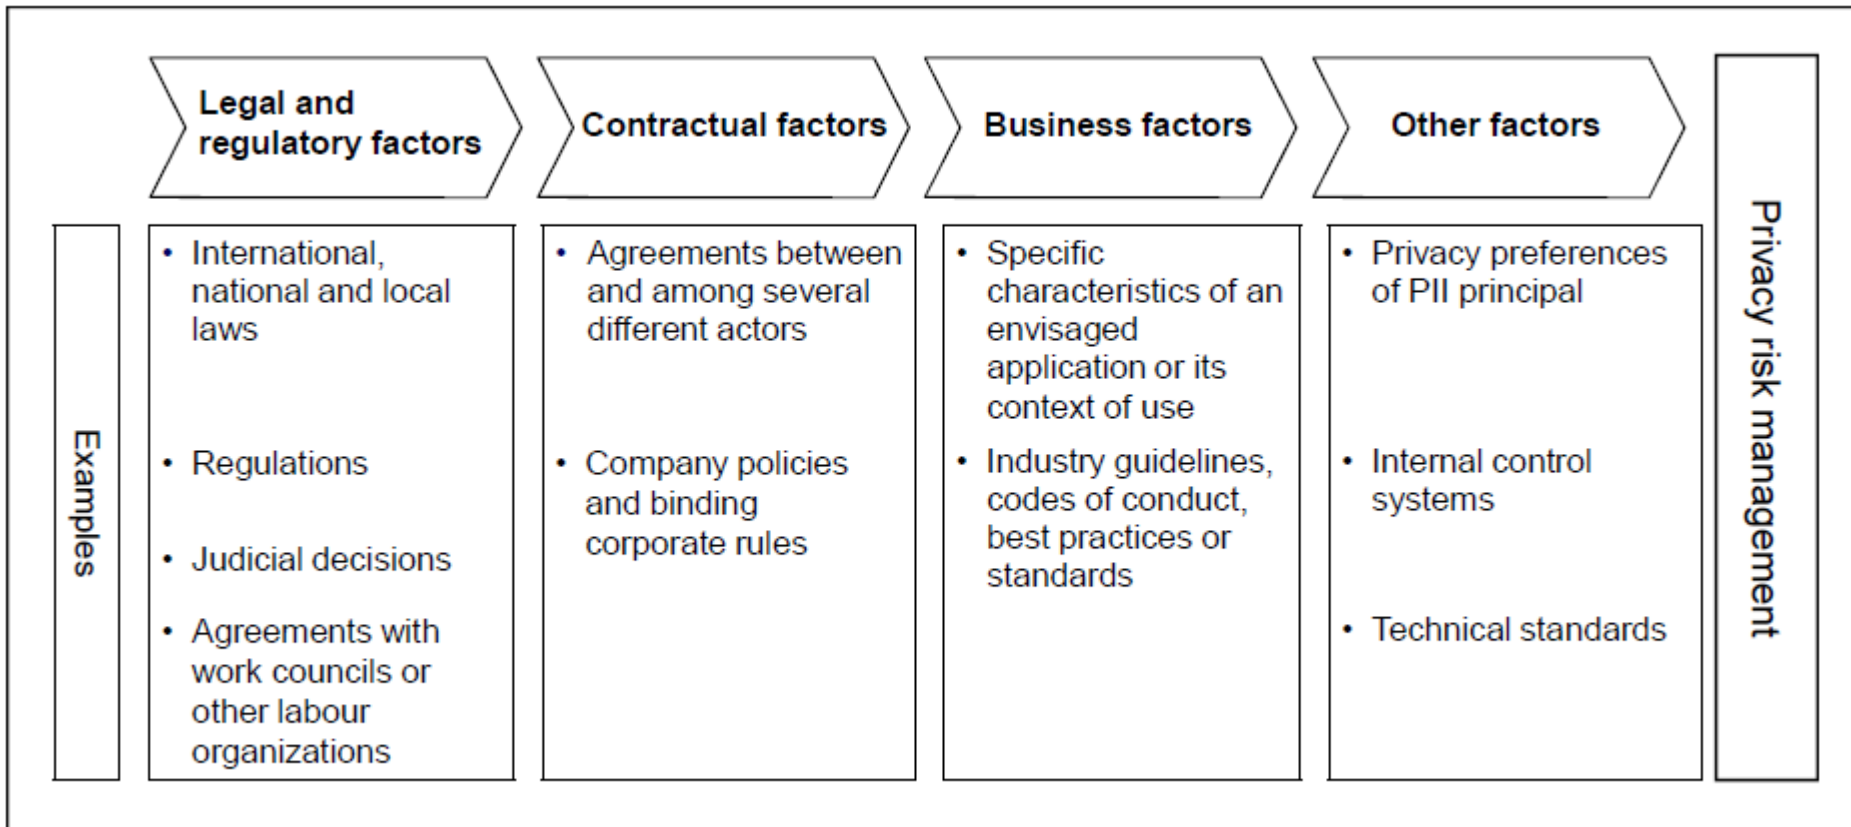 Legal and
regulatory factors
Contractual factors
Business factors
Other factors
Privacy risk management
Examples
• International,
national and local
laws
• Regulations
• Judicial decisions
• Agreements with
work councils or
other labour
organizations
• Agreements between
and among several
different actors
• Company policies
and binding
corporate rules
• Specific
characteristics of an
envisaged
application or its
context of use
• Industry guidelines,
codes of conduct,
best practices or
standards
• Privacy preferences
of PII principal
• Internal control
systems
• Technical standards